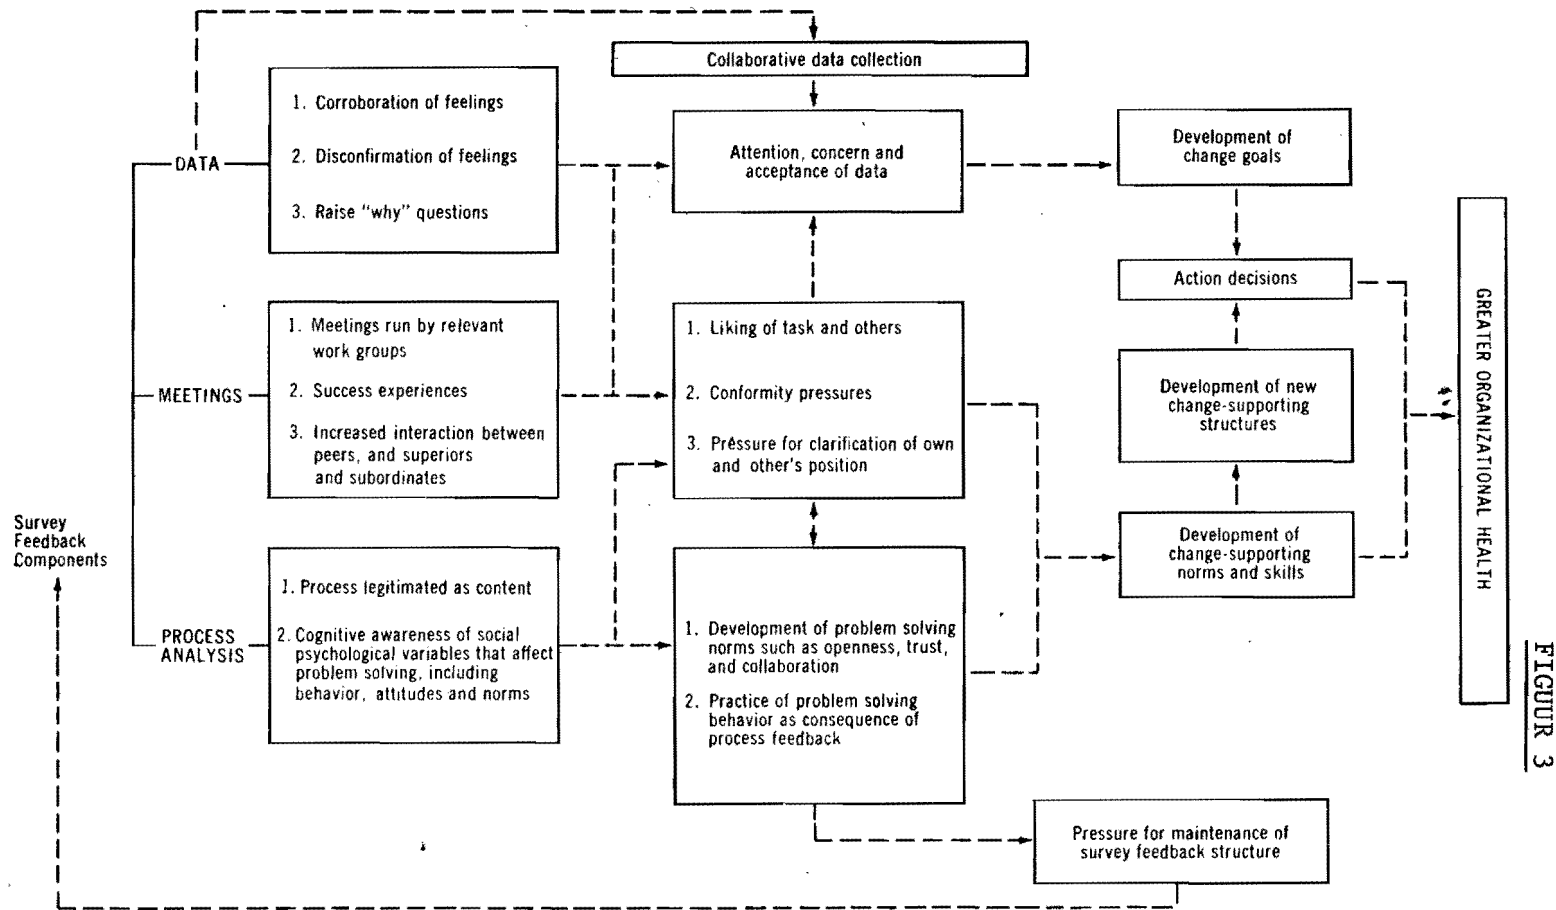 Collaborative data collection
DATA
1. Corroboration of feelings
2. Disconfirmation of feelings
3. Raise "why" questions
Attention, concern and
acceptance of data
Development of
change goals
Action decisions
MEETINGS
1. Meetings run by relevant
work groups
2. Success experiences
3. Increased interaction between
peers, and superiors
and subordinates
1. Liking of task and others
2. Conformity pressures
3. Pressure for clarification of own
and other's position
Development of new
change-supporting
structures
Development of
change-supporting
norms and skills
GREATER ORGANIZATIONAL HEALTH
Survey
Feedback
Components
PROCESS
ANALYSIS
1. Process legitimated as content
2. Cognitive awareness of social
psychological variables that affect
problem solving, including
behavior, attitudes and norms
1. Development of problem solving
norms such as openness, trust,
and collaboration
2. Practice of problem solving
behavior as consequence of
process feedback
Pressure for maintenance of
survey feedback structure
FIGUUR 3